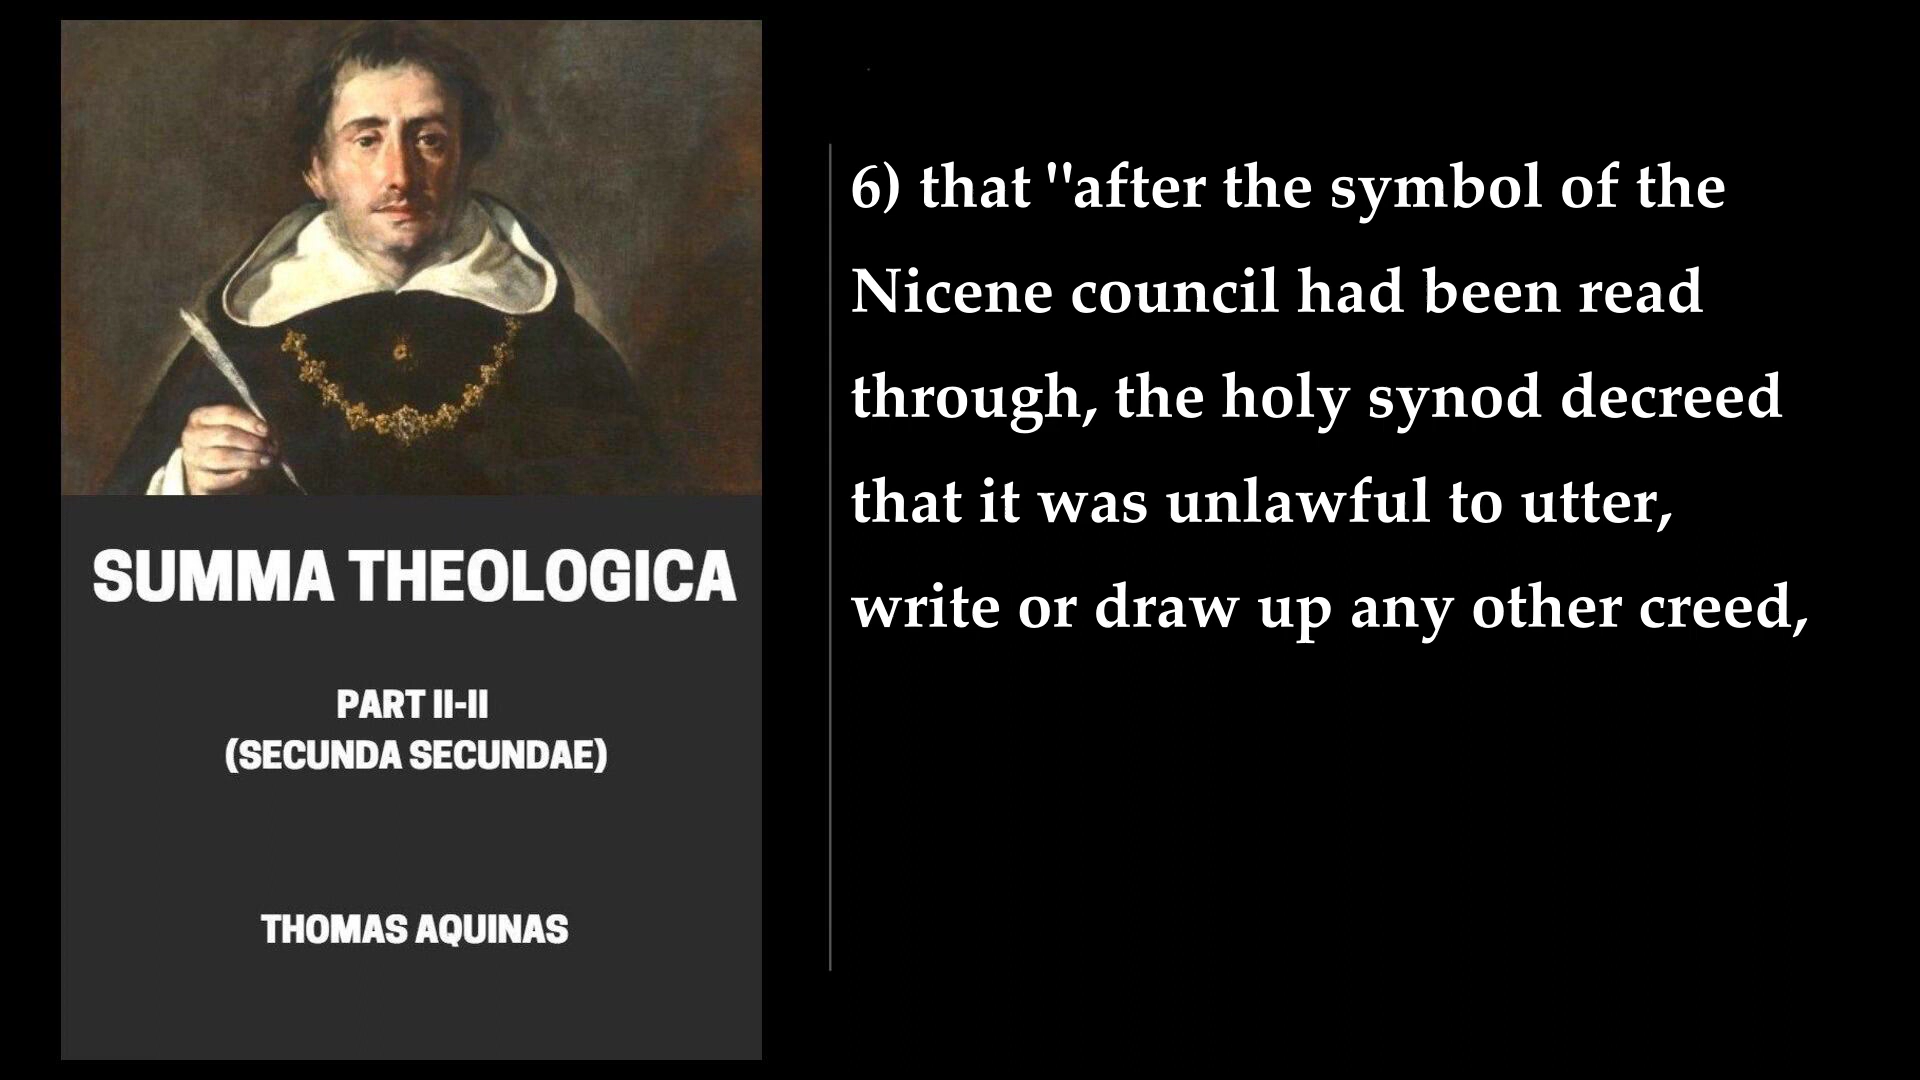 SUMMA THEOLOGICA
PART II-II
(SECUNDA SECUNDAE)
THOMAS AQUINAS
6) that "after the symbol of the
Nicene council had been read
through, the holy synod decreed
that it was unlawful to utter,
write or draw up any other creed,